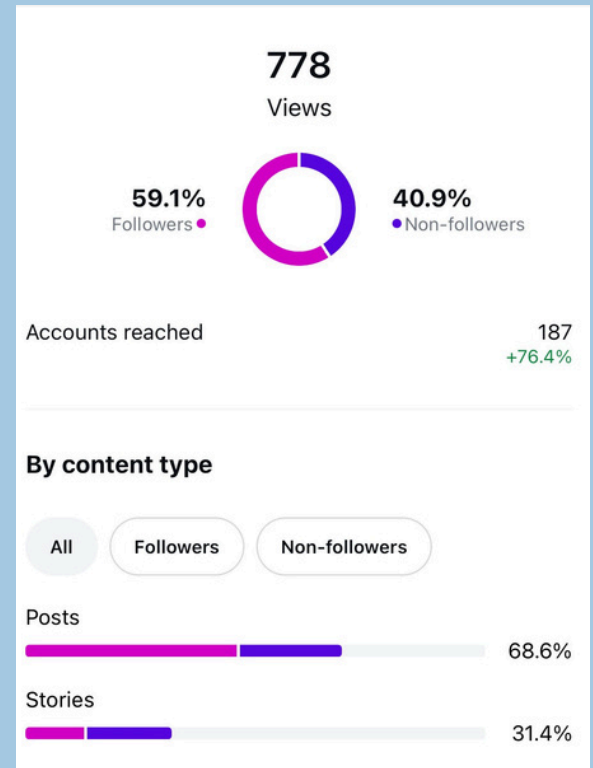 778
Views
59.1%
Followers
40.9%
Non-followers
Accounts reached
187
+76.4%
By content type
All
Followers
Non-followers
Posts
68.6%
Stories
31.4%